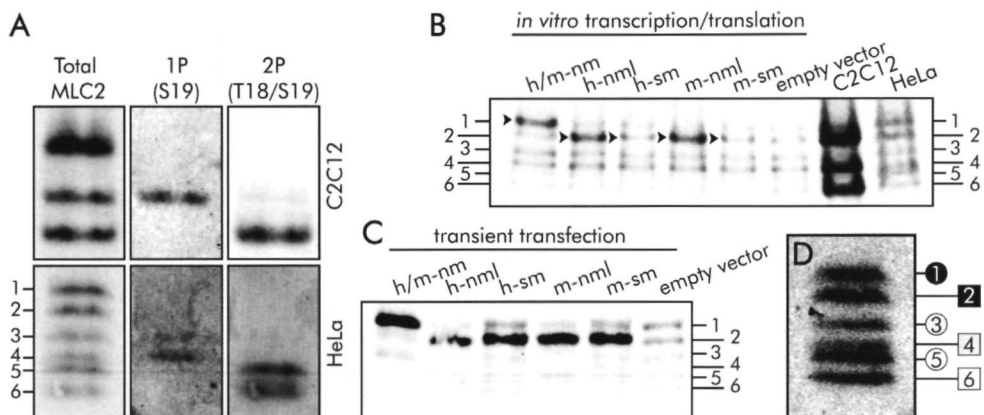 A
Total
MLC2
1P
(S19)
2P
(T18/S19)
C2C12
1
2
3
4
5
6
HeLa
B
in vitro transcription/translation
h/m-nm h-nml h-sm m-nml m-sm empty vector C2C12 HeLa
1
2
3
4
5
6
1
2
3
4
5
6
C
transient transfection
h/m-nm h-nml h-sm m-nml m-sm empty vector
1
2
3
4
5
6
D
1
2
3
4
5
6